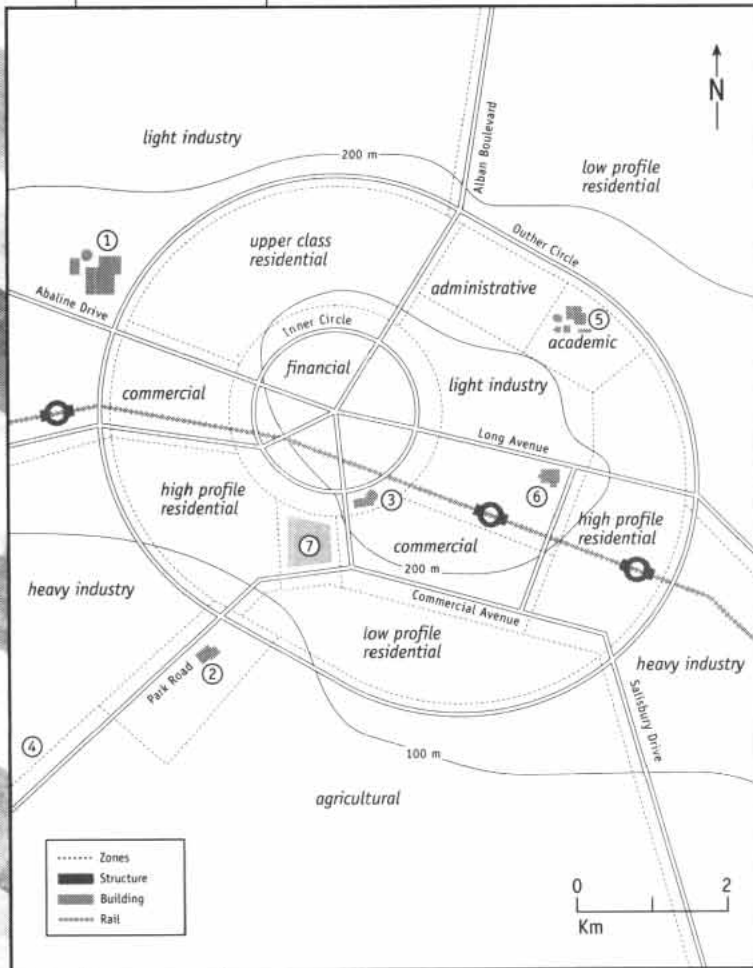 N
light industry
200 m
Alban Boulevard
low profile
residential
①
upper class
residential
Outher Circle
administrative
⑤
academic
Abaline Drive
Inner Circle
financial
light industry
commercial
Long Avenue
high profile
residential
③
⑥
high profile
residential
⑦
commercial
200 m
heavy industry
Commercial Avenue
low profile
residential
heavy industry
Park Road
②
Salisbury Drive
④
100 m
agricultural
Zones
Structure
Building
Rail
0 2
Km